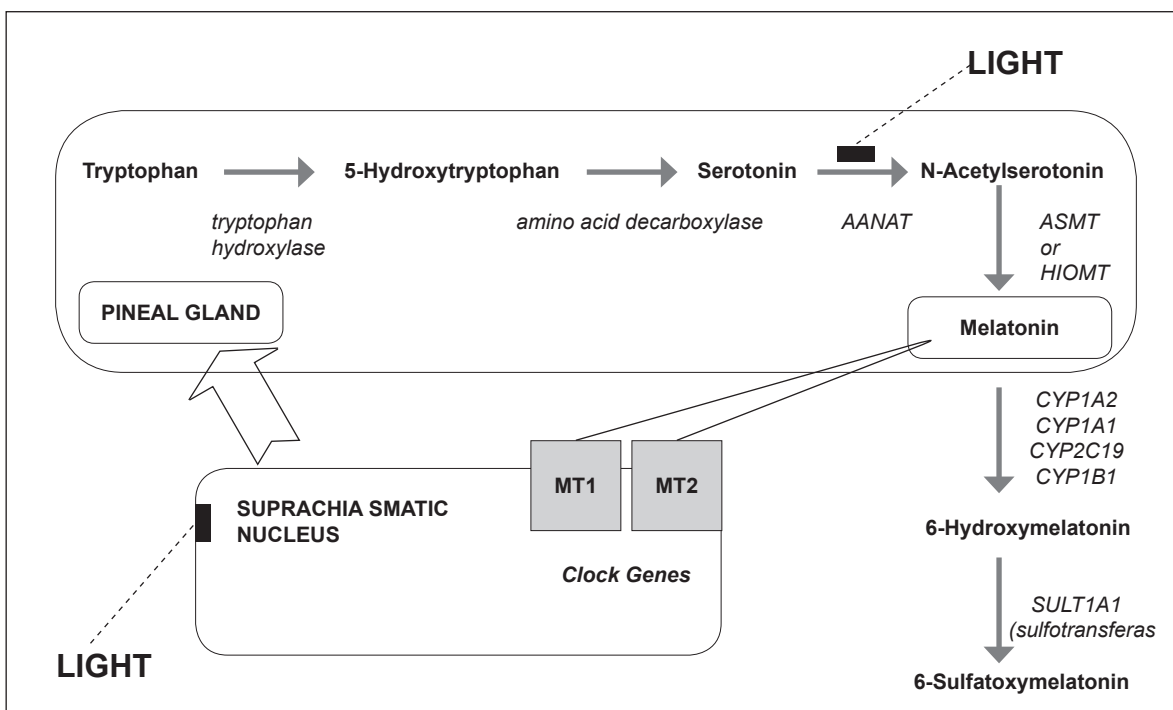 LIGHT
Tryptophan
5-Hydroxytryptophan
Serotonin
N-Acetylserotonin
tryptophan
hydroxylase
amino acid decarboxylase
AANAT
ASMT
or
HIOMT
PINEAL GLAND
Melatonin
CYP1A2
CYP1A1
CYP2C19
CYP1B1
MT1
MT2
SUPRACHIA SMATIC
NUCLEUS
Clock Genes
6-Hydroxymelatonin
SULT1A1
(sulfotransferas
LIGHT
6-Sulfatoxymelatonin